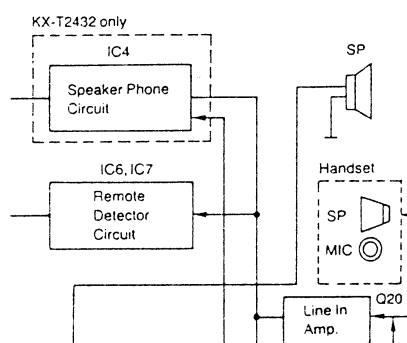 KX-T2432 only
IC4
SP
Speaker Phone
Circuit
IC6, IC7
Handset
Remote
Detector
Circuit
SP
MIC
Q20
Line In
Amp.